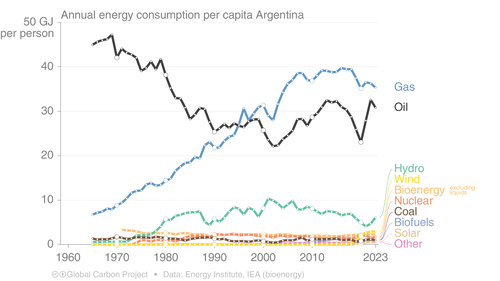 Annual energy consumption per capita Argentina
50 GJ
per person
40
30
20
10
0
Gas
Oil
Hydro
Wind
Bioenergy excluding liquids
Nuclear
Coal
Biofuels
Solar
Other
1960
1970
1980
1990
2000
2010
2023
Global Carbon Project • Data: Energy Institute, IEA (bioenergy)